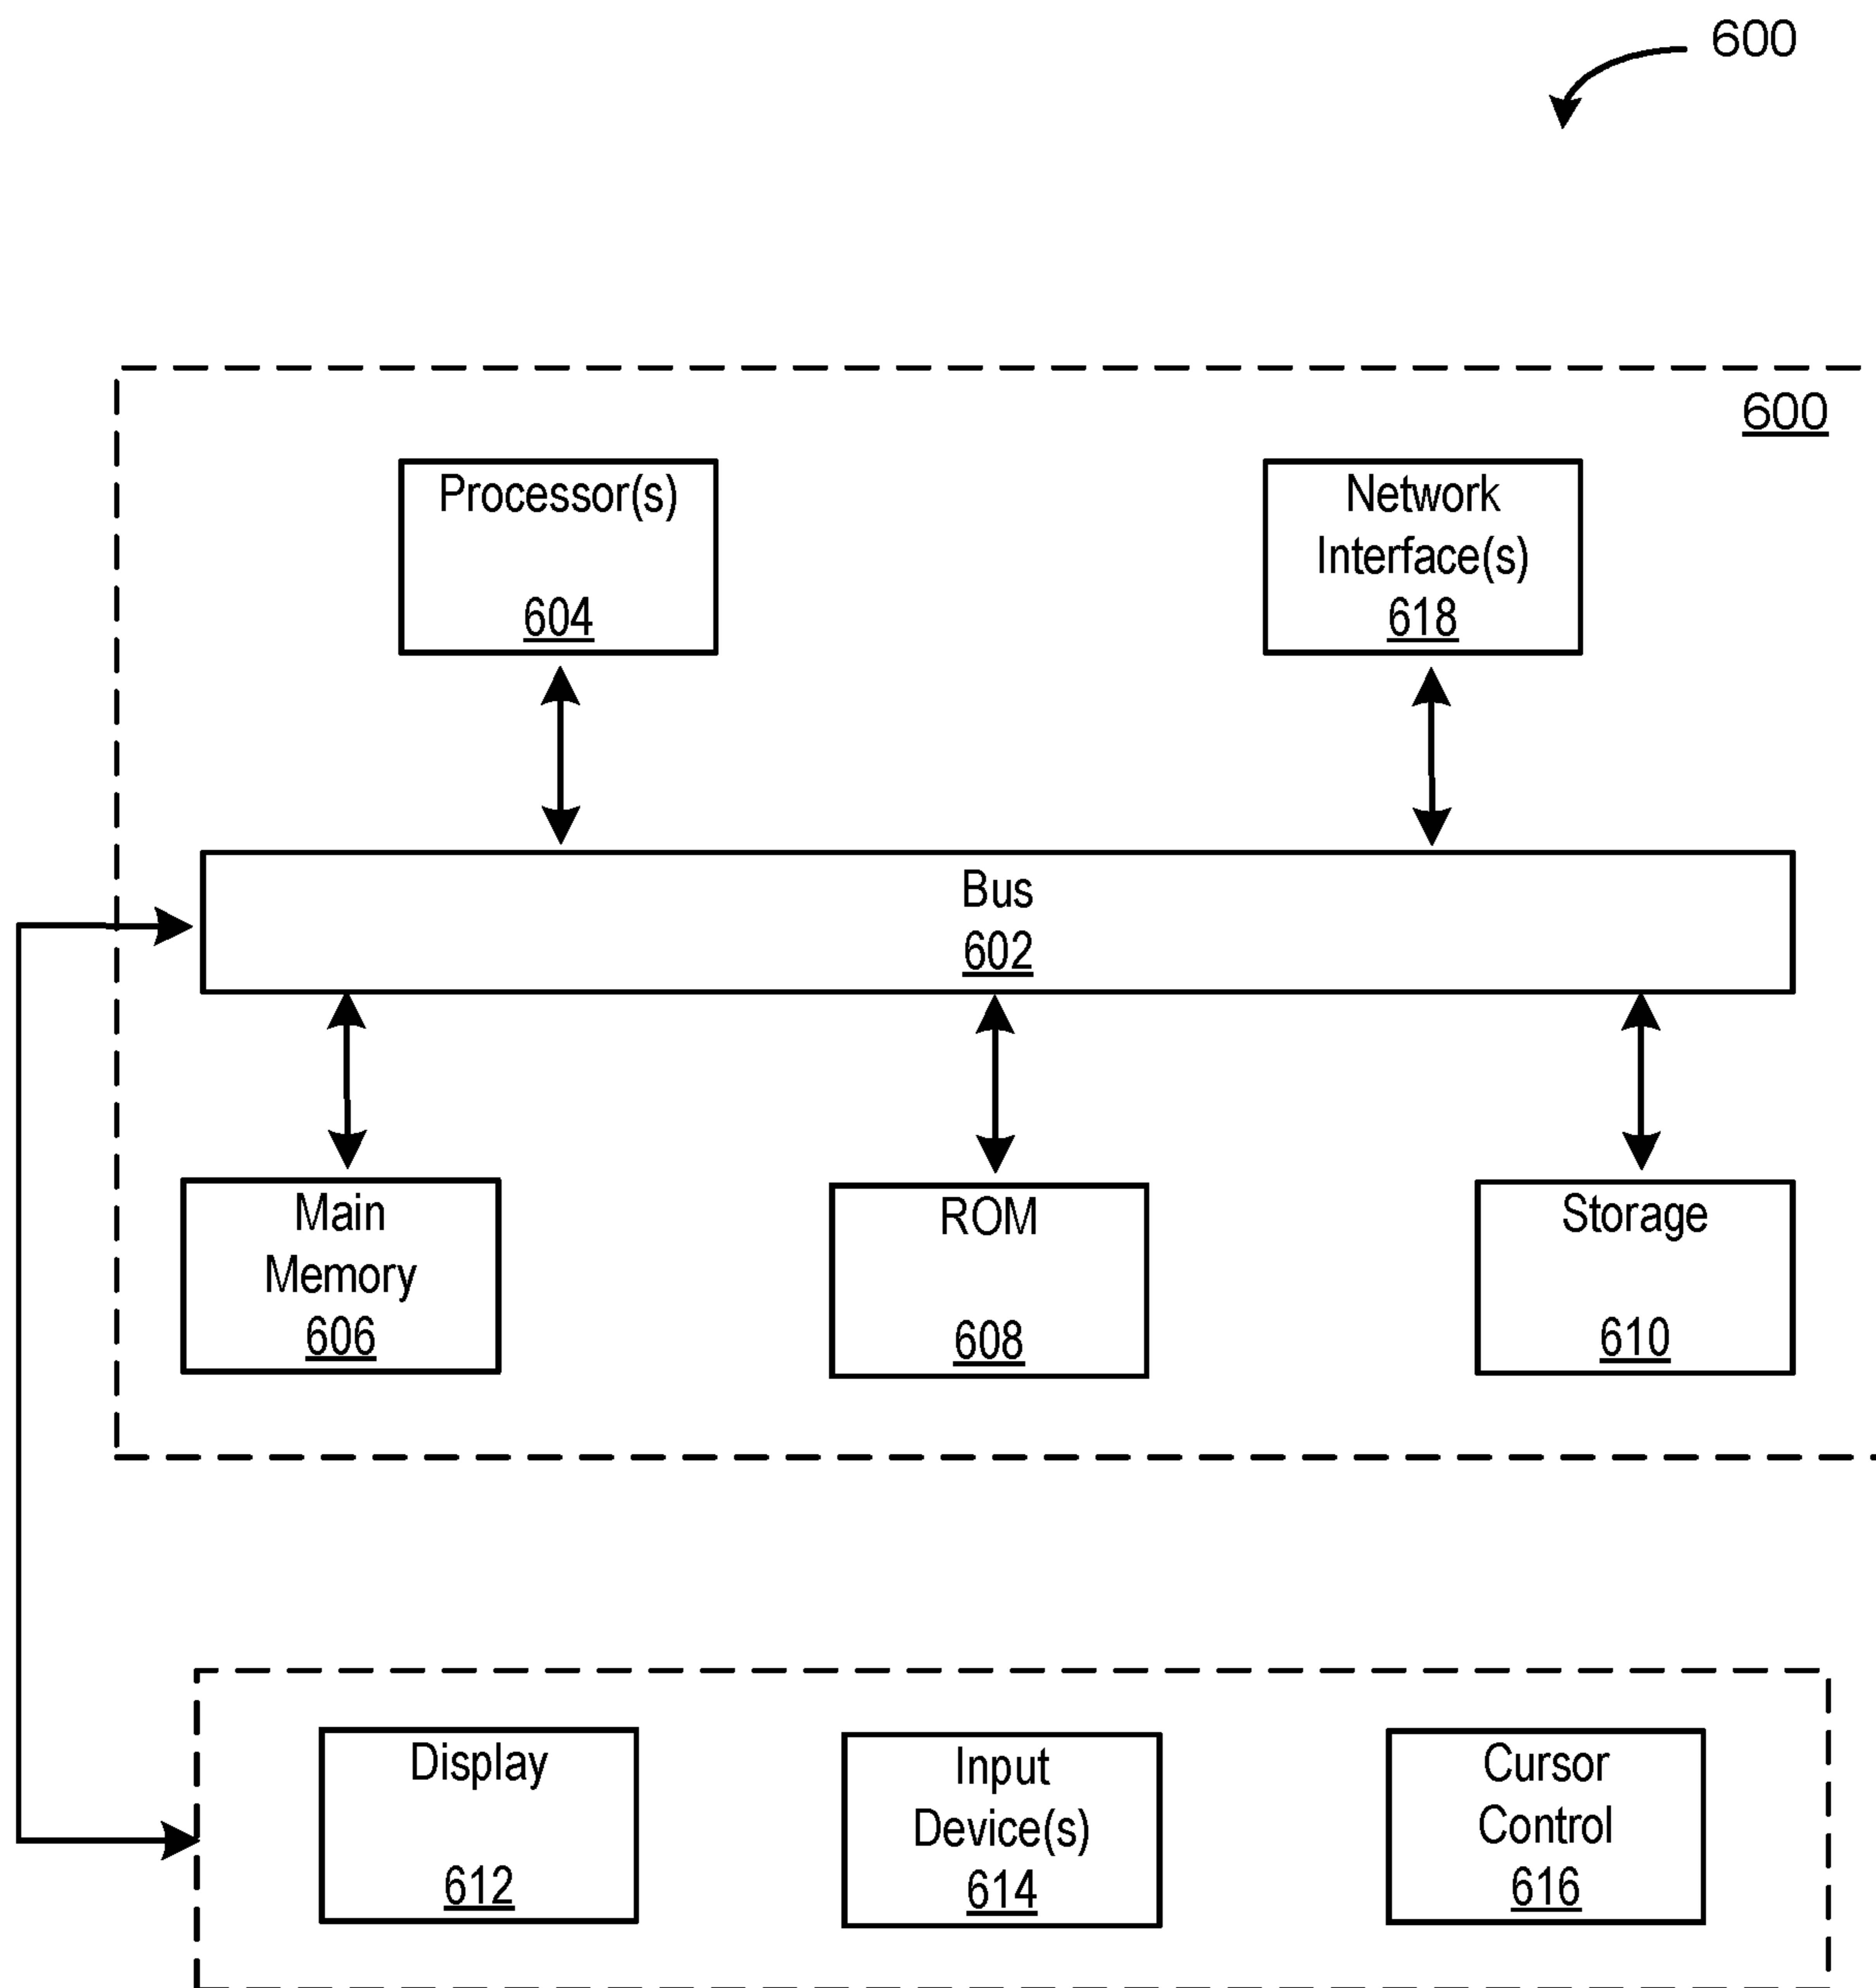 600
600
Processor(s)
604
Network
Interface(s)
618
Bus
602
Main
Memory
606
ROM
608
Storage
610
Display
612
Input
Device(s)
614
Cursor
Control
616